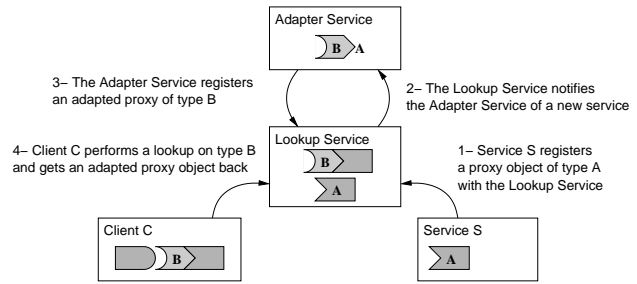 Adapter Service
B A
3– The Adapter Service registers
an adapted proxy of type B
2– The Lookup Service notifies
the Adapter Service of a new service
Lookup Service
B
A
4– Client C performs a lookup on type B
and gets an adapted proxy object back
1– Service S registers
a proxy object of type A
with the Lookup Service
Client C
B
Service S
A